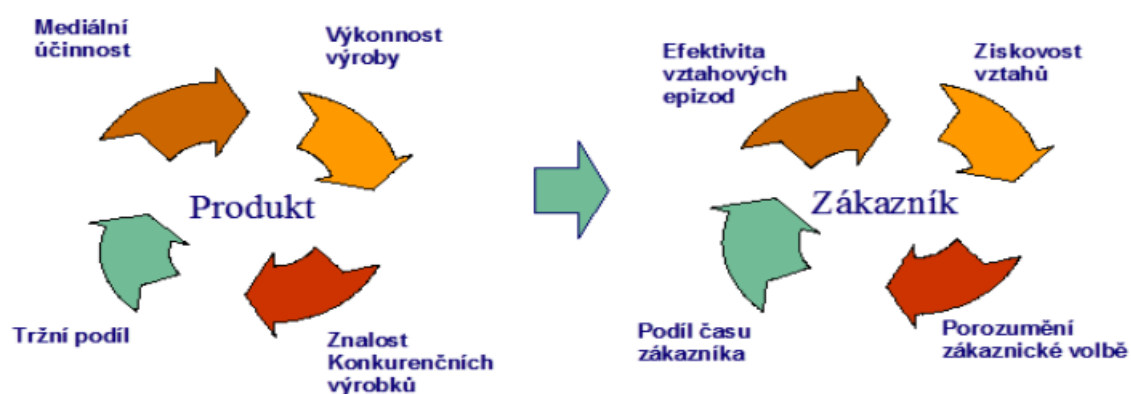 Mediální
účinnost
Výkonnost
výroby
Produkt
Tržní podíl
Znalost
Konkurenčních
výrobků
Efektivita
vztahových
epizod
Ziskovost
vztahů
Zákazník
Podíl času
zákazníka
Porozumění
zákaznické volbě